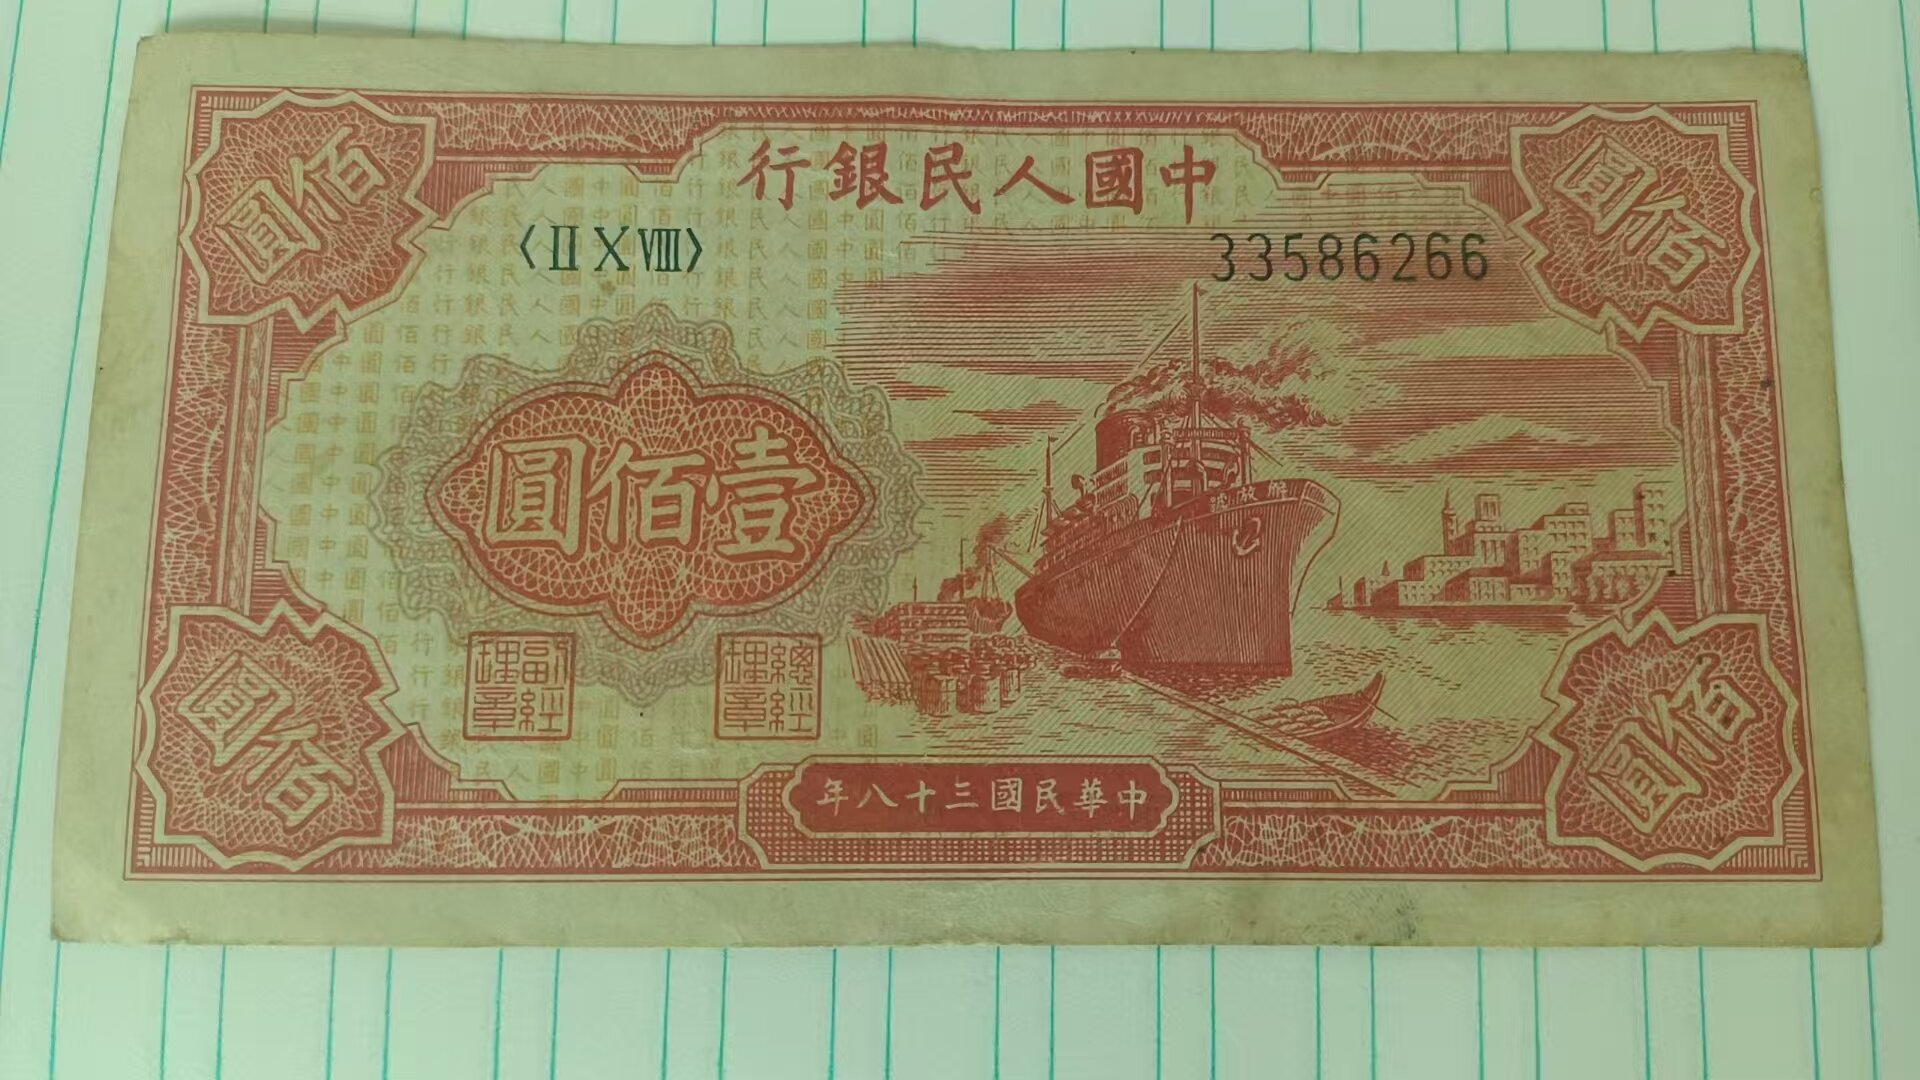 中國人民銀行
〈Ⅱ Ⅹ Ⅷ〉
33586266
佰圓
佰圓
壹佰圓
解放號
副經理章
總經理章
佰圓
佰圓
中華民國三十八年